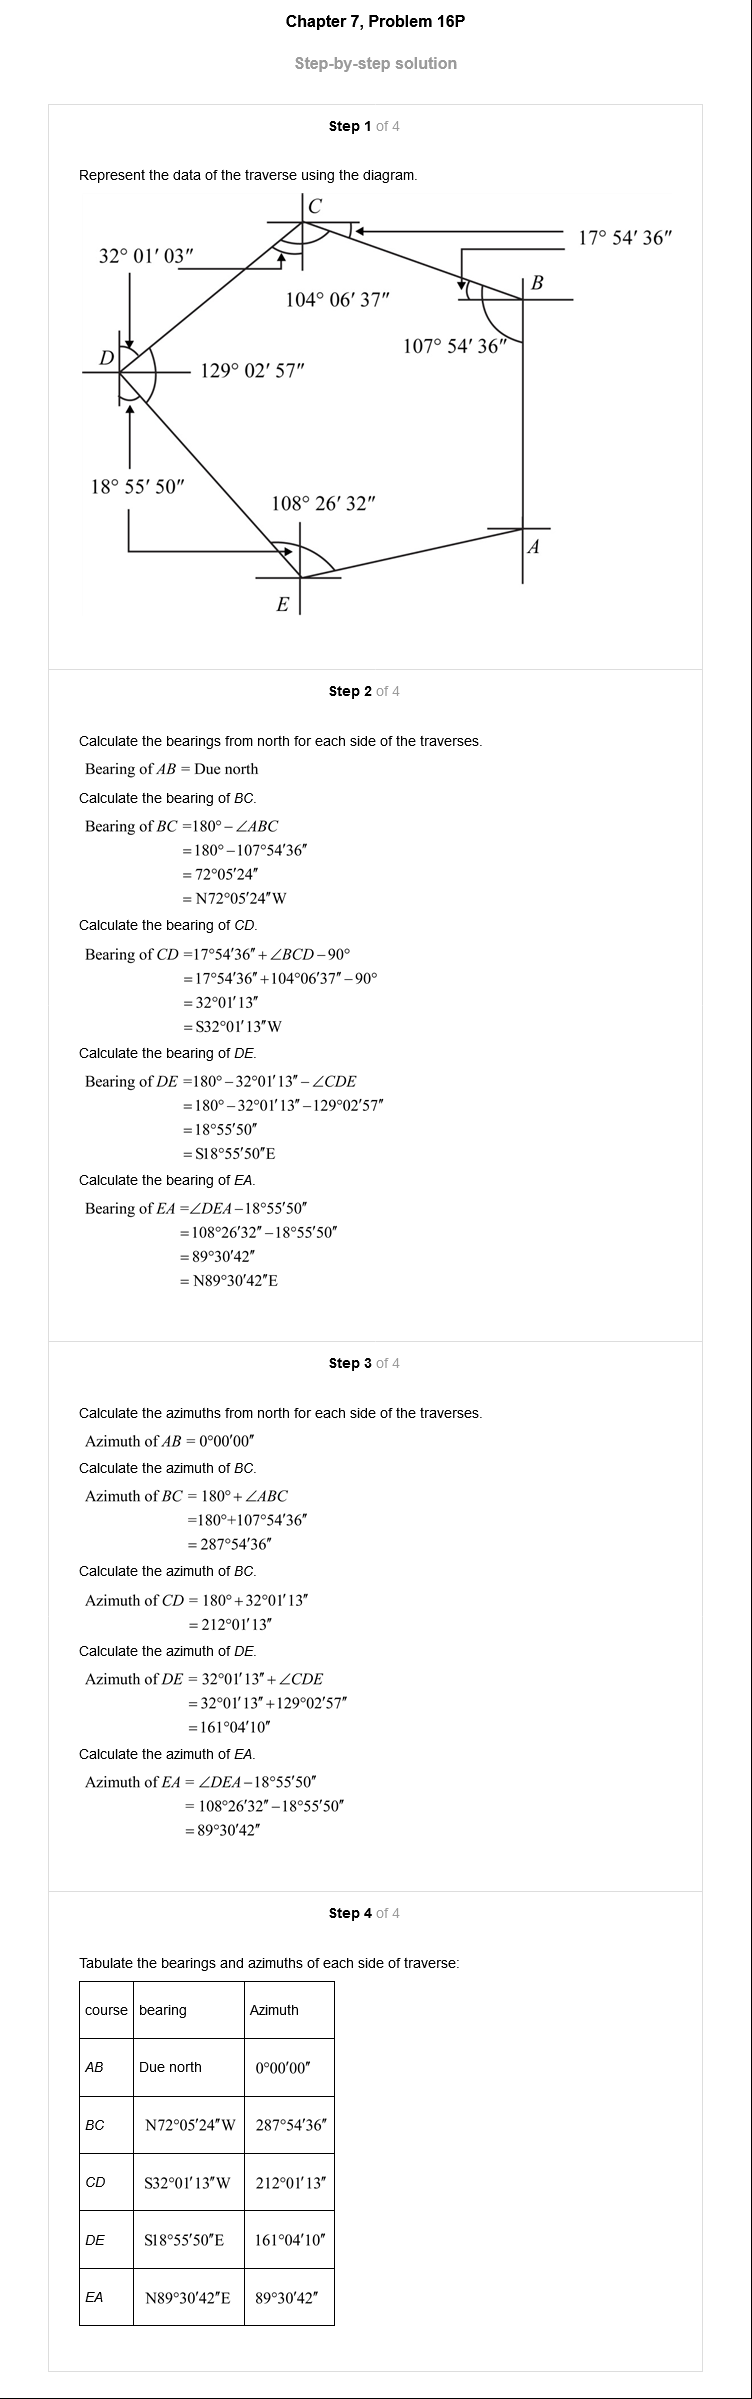 Chapter 7, Problem 16P
Step-by-step solution
Step 1 of 4
Represent the data of the traverse using the diagram.
C
32° 01′ 03″
17° 54′ 36″
B
104° 06′ 37″
107° 54′ 36″
D
129° 02′ 57″
18° 55′ 50″
108° 26′ 32″
A
E
Step 2 of 4
Calculate the bearings from north for each side of the traverses.
Bearing of AB = Due north
Calculate the bearing of BC.
Bearing of BC =180° – ∠ABC
= 180° – 107°54′36″
= 72°05′24″
= N72°05′24″W
Calculate the bearing of CD.
Bearing of CD =17°54′36″ + ∠BCD – 90°
= 17°54′36″ +104°06′37″ – 90°
= 32°01′13″
= S32°01′13″W
Calculate the bearing of DE.
Bearing of DE =180° – 32°01′13″ – ∠CDE
= 180° – 32°01′13″ – 129°02′57″
= 18°55′50″
= S18°55′50″E
Calculate the bearing of EA.
Bearing of EA =∠DEA – 18°55′50″
= 108°26′32″ – 18°55′50″
= 89°30′42″
= N89°30′42″E
Step 3 of 4
Calculate the azimuths from north for each side of the traverses.
Azimuth of AB = 0°00′00″
Calculate the azimuth of BC.
Azimuth of BC = 180° + ∠ABC
=180°+107°54′36″
= 287°54′36″
Calculate the azimuth of BC.
Azimuth of CD = 180° + 32°01′13″
= 212°01′13″
Calculate the azimuth of DE.
Azimuth of DE = 32°01′13″ + ∠CDE
= 32°01′13″ +129°02′57″
= 161°04′10″
Calculate the azimuth of EA.
Azimuth of EA = ∠DEA – 18°55′50″
= 108°26′32″ – 18°55′50″
= 89°30′42″
Step 4 of 4
Tabulate the bearings and azimuths of each side of traverse:
course bearing Azimuth
AB Due north 0°00′00″
BC N72°05′24″W 287°54′36″
CD S32°01′13″W 212°01′13″
DE S18°55′50″E 161°04′10″
EA N89°30′42″E 89°30′42″